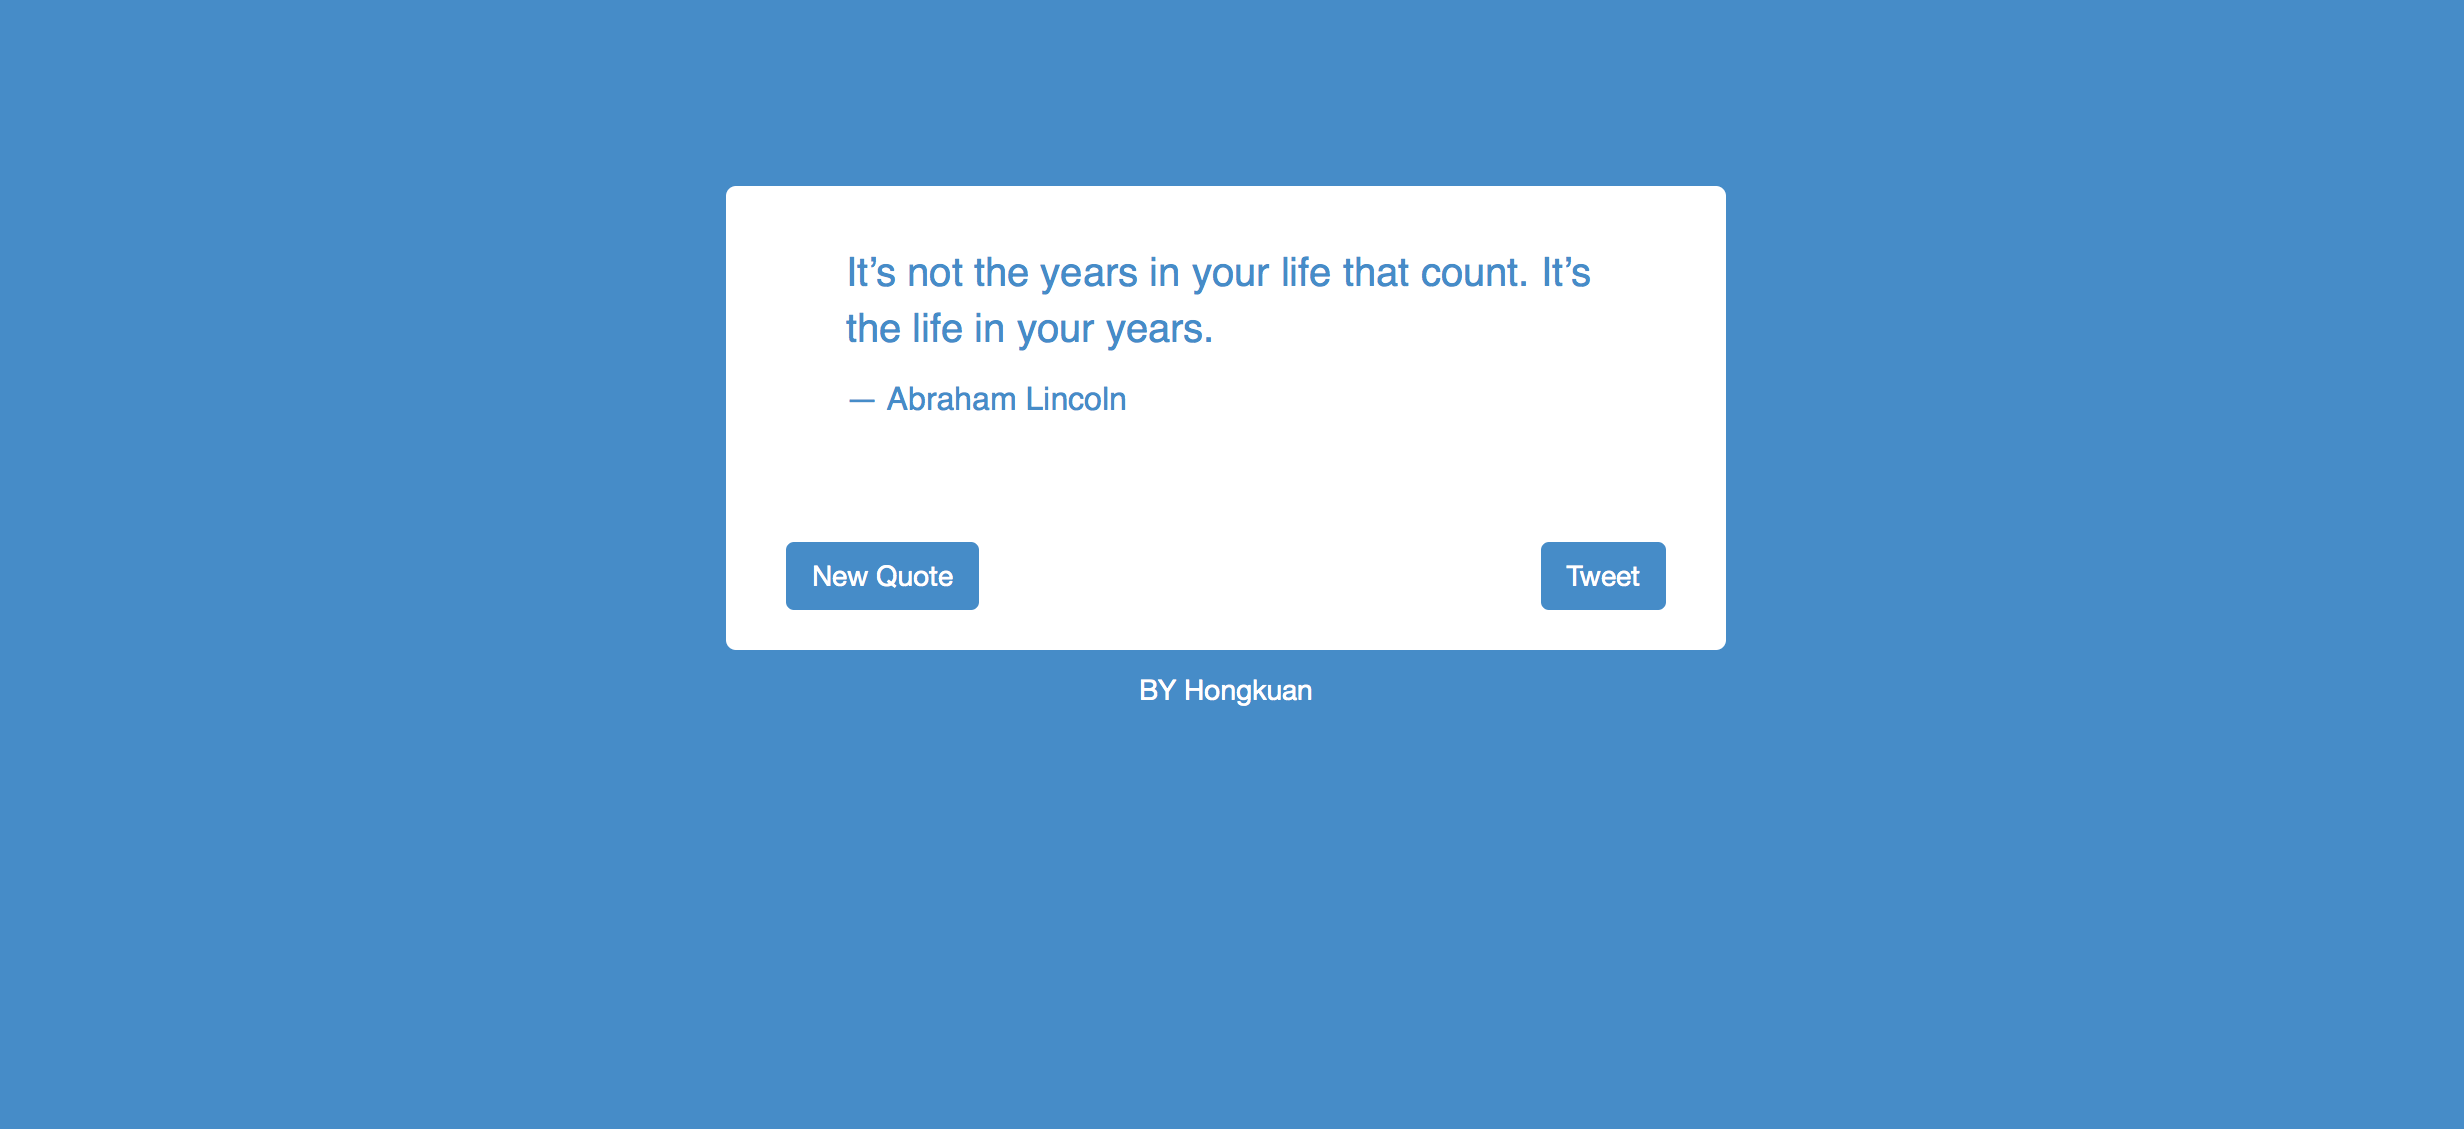 It’s not the years in your life that count. It’s
the life in your years.
— Abraham Lincoln
New Quote
Tweet
BY Hongkuan